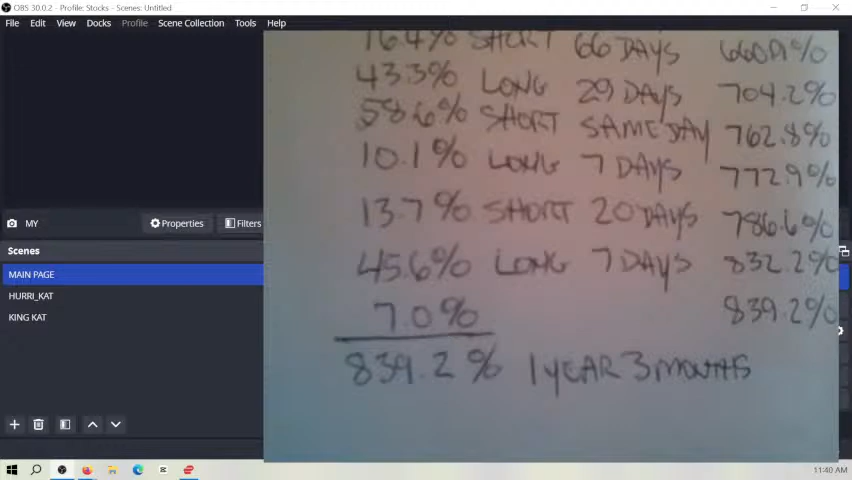 OBS 30.0.2 - Profile: Stocks - Scenes: Untitled
File Edit View Docks Profile Scene Collection Tools Help
16.4% SHORT 66 DAYS 660.9%
43.3% LONG 29 DAYS 704.2%
58.6% SHORT SAME DAY 762.8%
10.1% LONG 7 DAYS 772.9%
13.7% SHORT 20 DAYS 786.6%
MY Properties Filters
Scenes
45.6% LONG 7 DAYS 832.2%
MAIN PAGE
HURRI_KAT
7.0% 839.2%
KING KAT
839.2% 1 YEAR 3 MONTHS
11:40 AM